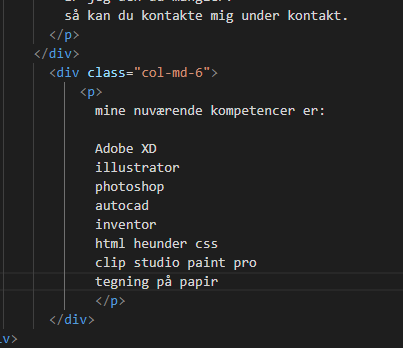 så kan du kontakte mig under kontakt.
</p>
</div>
<div class="col-md-6">
<p>
mine nuværende kompetencer er:
Adobe XD
illustrator
photoshop
autocad
inventor
html heunder css
clip studio paint pro
tegning på papir
</p>
</div>
iv>